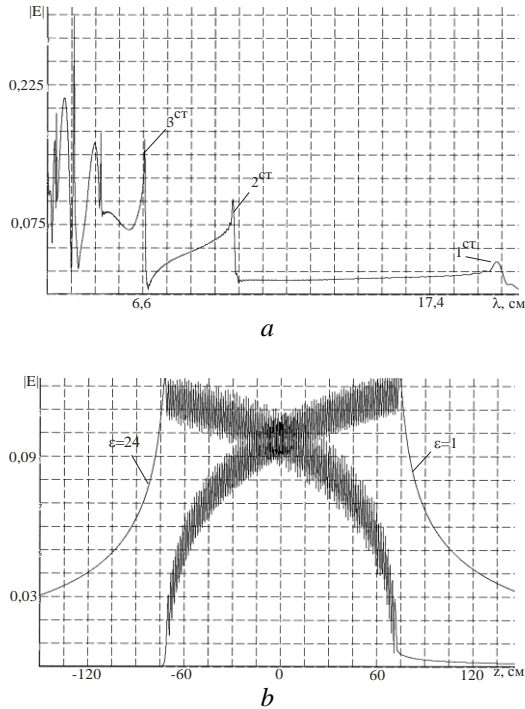 |E|
0,225
0,075
3ст
2ст
1ст
6,6
17,4
λ, см
a
|E|
0,09
0,03
ε=24
ε=1
-120
-60
0
60
120
z, см
b